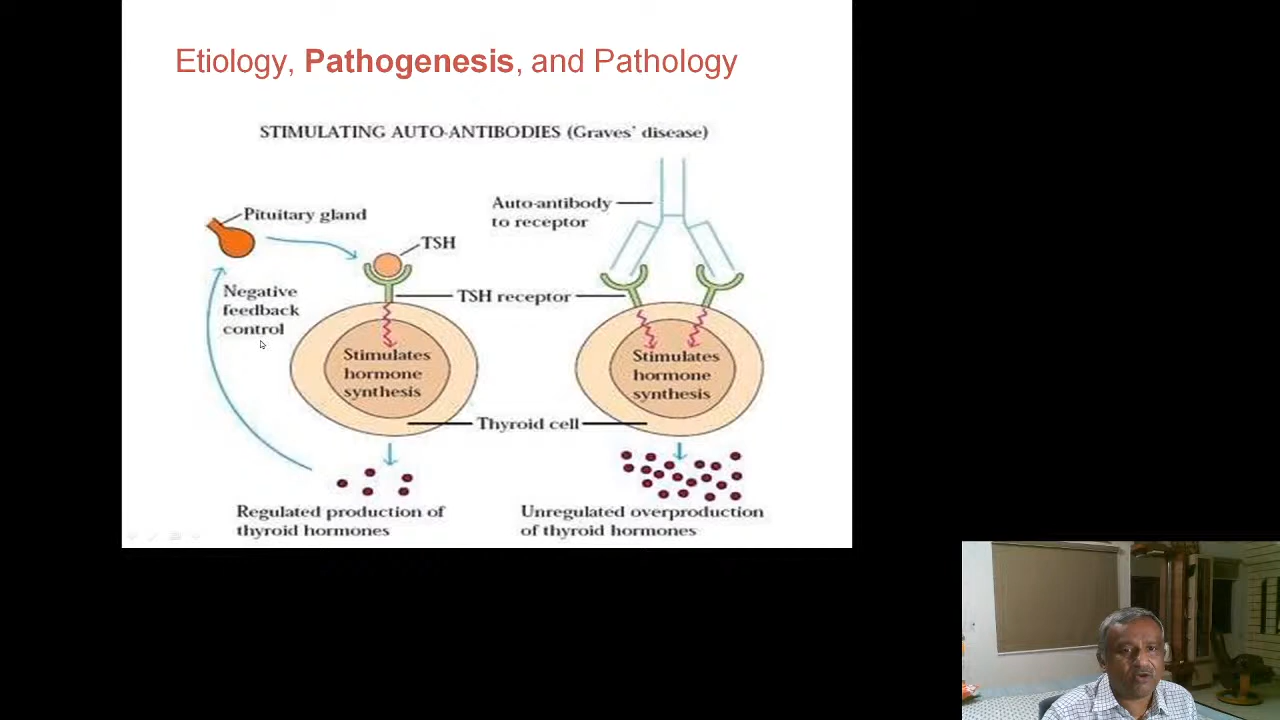 Etiology, Pathogenesis, and Pathology
STIMULATING AUTO-ANTIBODIES (Graves' disease)
Pituitary gland
TSH
Negative
feedback
control
Auto-antibody
to receptor
TSH receptor
Stimulates
hormone
synthesis
Stimulates
hormone
synthesis
Thyroid cell
Regulated production of
thyroid hormones
Unregulated overproduction
of thyroid hormones